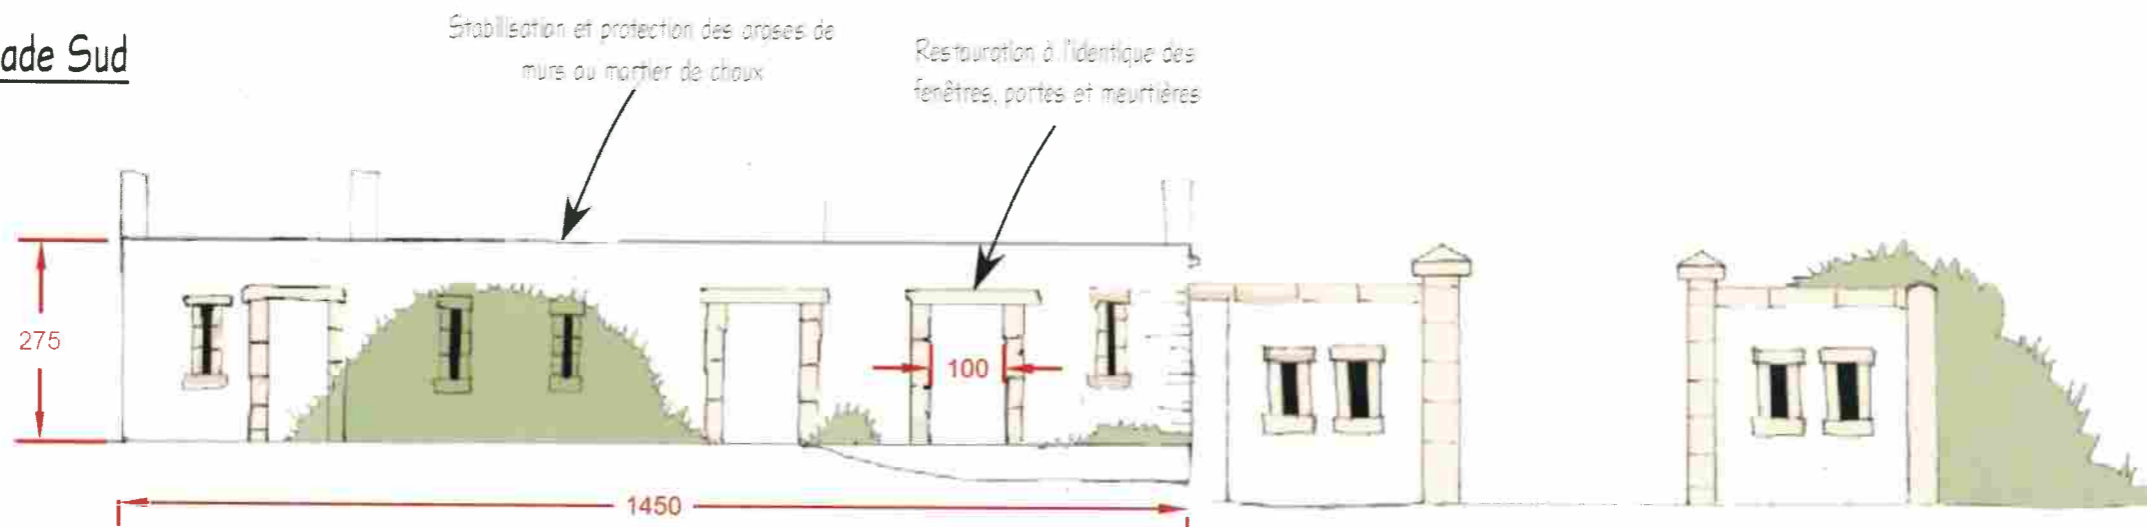 ade Sud
Stabilisation et protection des arases de
murs au mortier de chaux
Restauration à l'identique des
fenêtres, portes et meurtières
275
100
1450